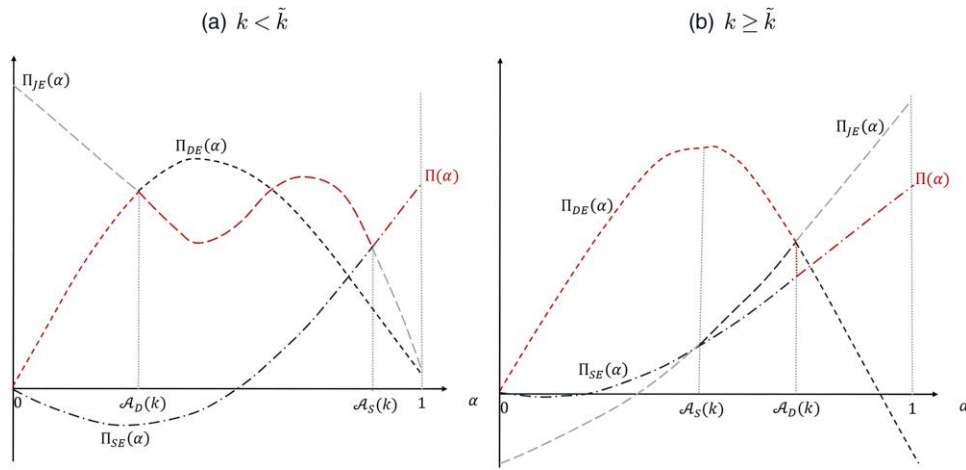 (a) k < k̃
(b) k ≥ k̃
Π_JE(α)
Π_DE(α)
Π(α)
Π_SE(α)
0
𝒜_D(k)
𝒜_S(k)
1
α
Π_JE(α)
Π(α)
Π_DE(α)
Π_SE(α)
0
𝒜_S(k)
𝒜_D(k)
1
α